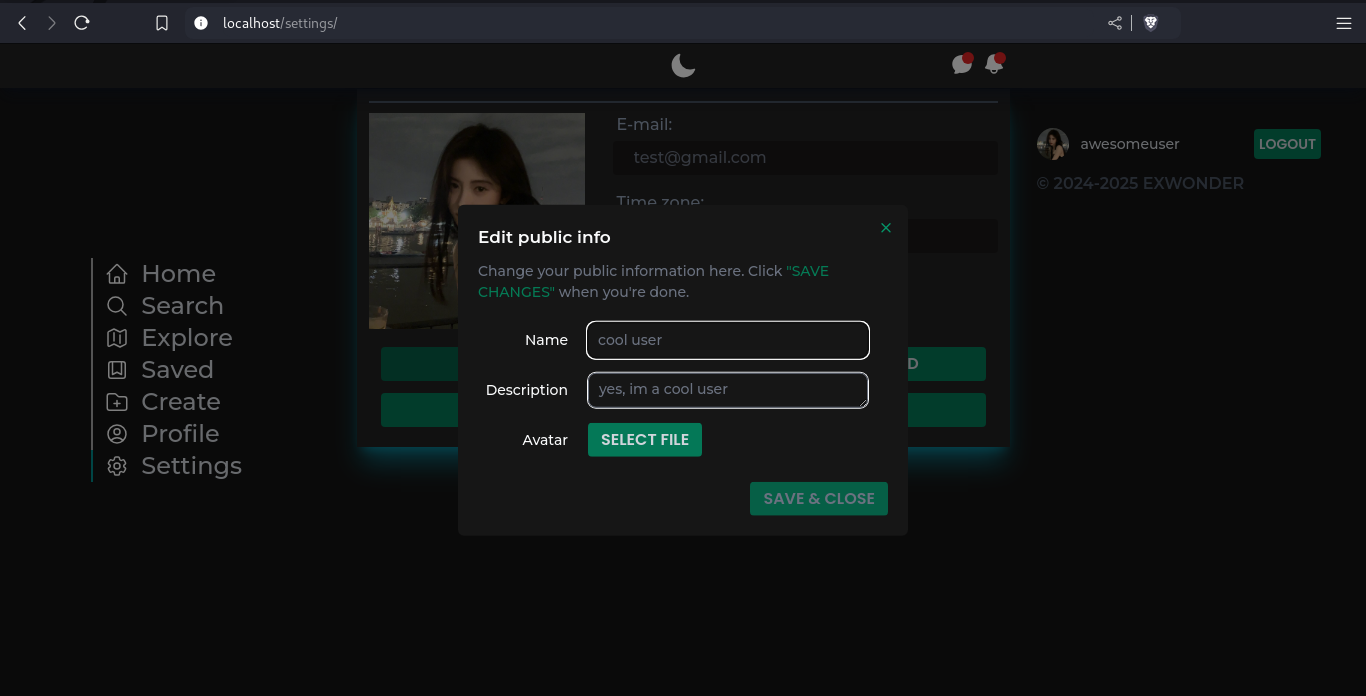 localhost/settings/
E-mail:
test@gmail.com
awesomeuser
LOGOUT
Time zone:
© 2024-2025 EXWONDER
Home
Search
Explore
Saved
Create
Profile
Settings
Edit public info
Change your public information here. Click "SAVE
CHANGES" when you're done.
Name
cool user
Description
yes, im a cool user
Avatar
SELECT FILE
SAVE & CLOSE